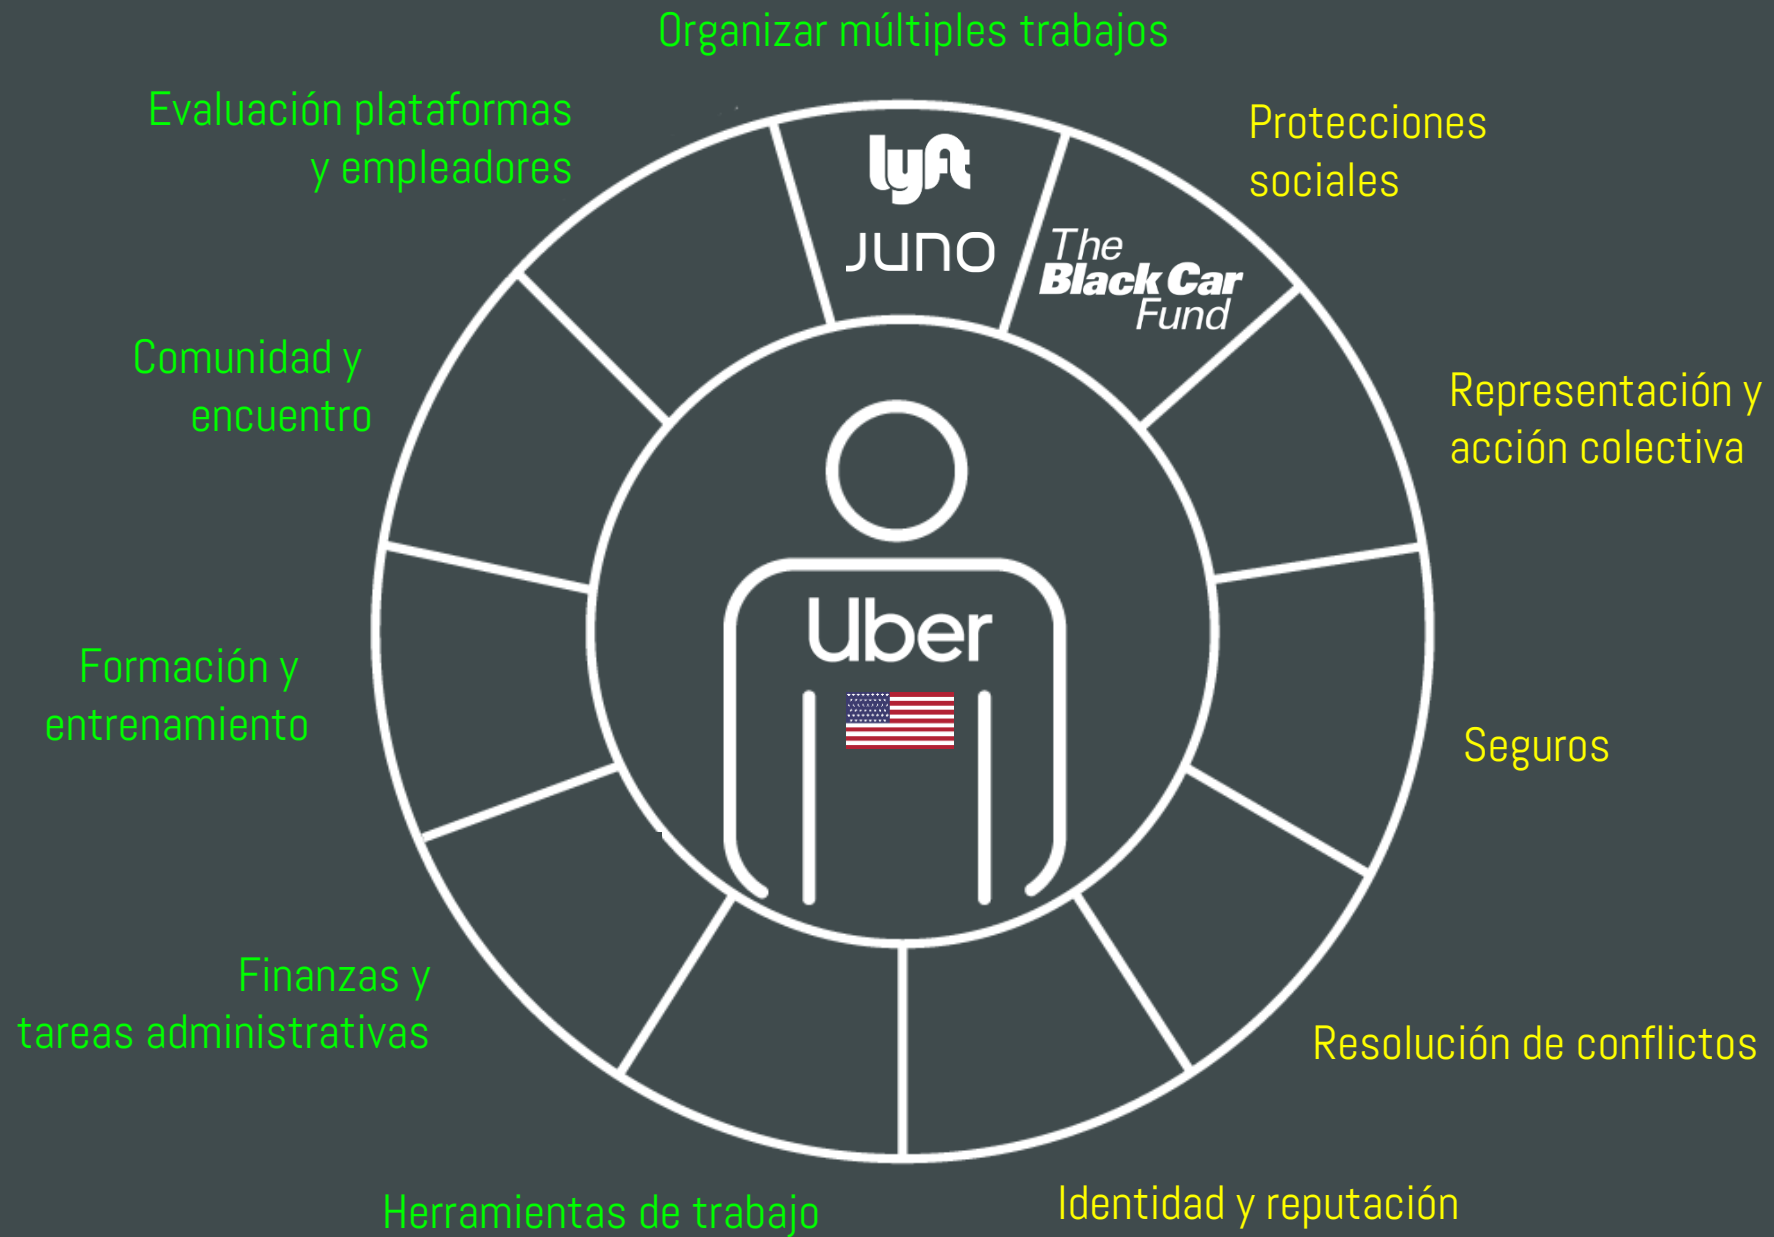 Organizar múltiples trabajos
Evaluación plataformas
y empleadores
Protecciones
sociales
lyft
JUNO
The
Black Car
Fund
Comunidad y
encuentro
Representación y
acción colectiva
Uber
Formación y
entrenamiento
Seguros
Finanzas y
tareas administrativas
Resolución de conflictos
Herramientas de trabajo
Identidad y reputación